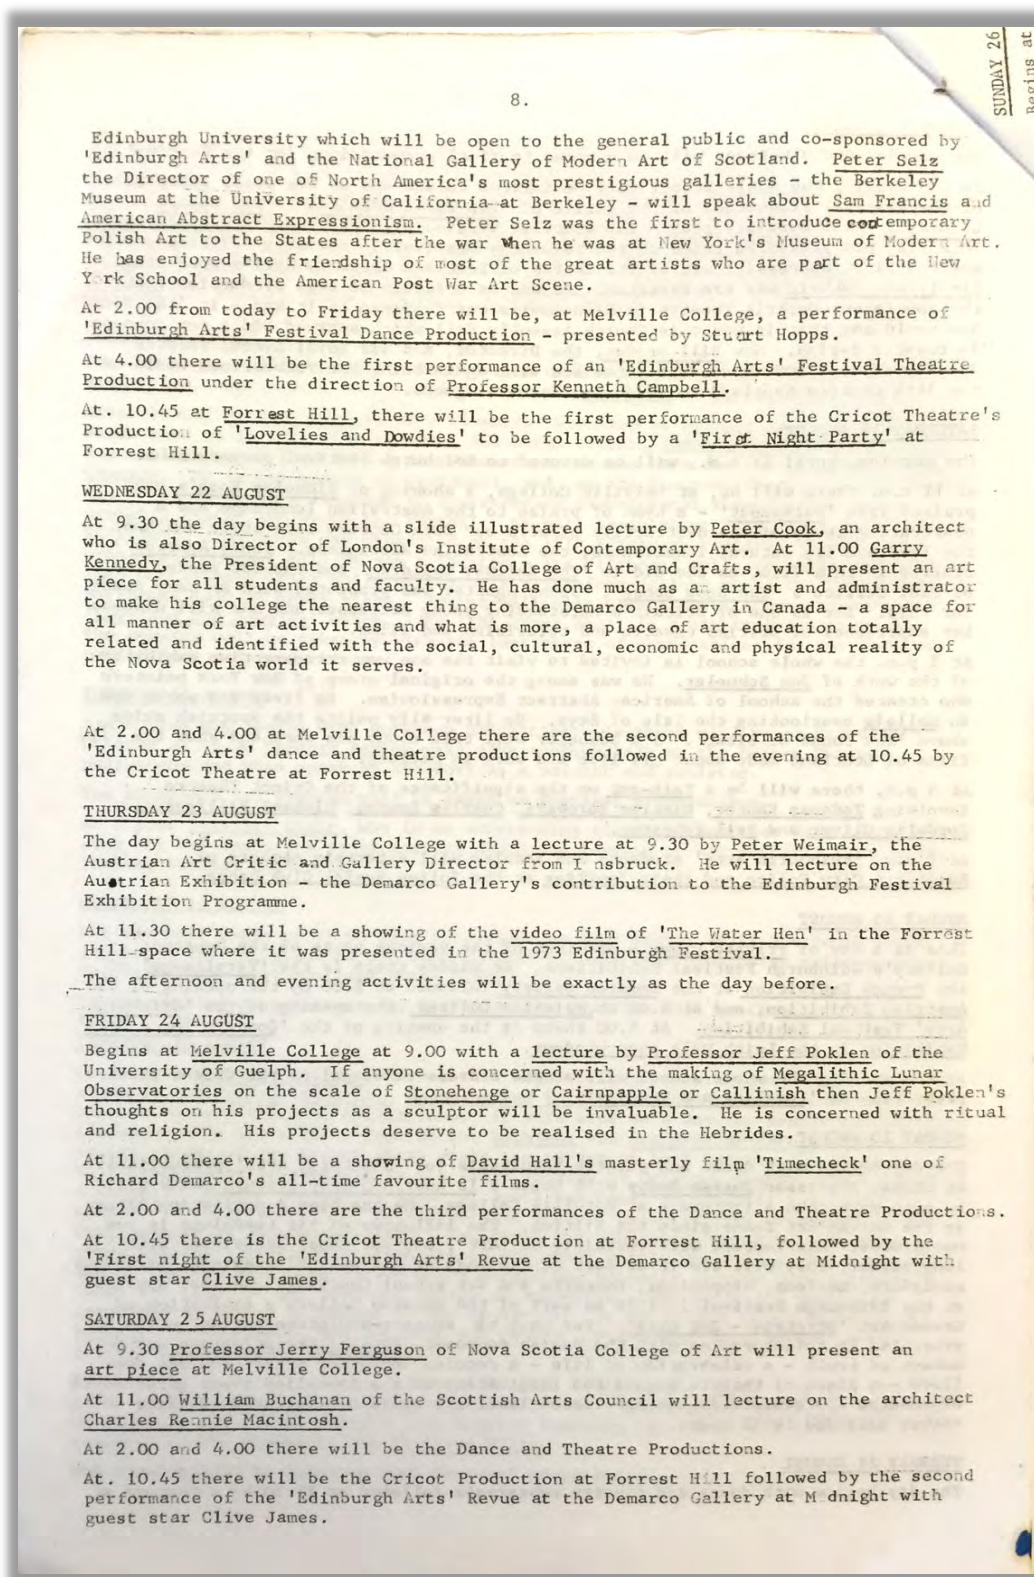 SUNDAY 26
Begins at
8.
Edinburgh University which will be open to the general public and co-sponsored by
'Edinburgh Arts' and the National Gallery of Modern Art of Scotland. Peter Selz
the Director of one of North America's most prestigious galleries - the Berkeley
Museum at the University of California at Berkeley - will speak about Sam Francis and
American Abstract Expressionism. Peter Selz was the first to introduce contemporary
Polish Art to the States after the war when he was at New York's Museum of Modern Art.
He has enjoyed the friendship of most of the great artists who are part of the New
York School and the American Post War Art Scene.
At 2.00 from today to Friday there will be, at Melville College, a performance of
'Edinburgh Arts' Festival Dance Production - presented by Stuart Hopps.
At 4.00 there will be the first performance of an 'Edinburgh Arts' Festival Theatre
Production under the direction of Professor Kenneth Campbell.
At. 10.45 at Forrest Hill, there will be the first performance of the Cricot Theatre's
Production of 'Lovelies and Dowdies' to be followed by a 'First Night Party' at
Forrest Hill.
WEDNESDAY 22 AUGUST
At 9.30 the day begins with a slide illustrated lecture by Peter Cook, an architect
who is also Director of London's Institute of Contemporary Art. At 11.00 Garry
Kennedy, the President of Nova Scotia College of Art and Crafts, will present an art
piece for all students and faculty. He has done much as an artist and administrator
to make his college the nearest thing to the Demarco Gallery in Canada - a space for
all manner of art activities and what is more, a place of art education totally
related and identified with the social, cultural, economic and physical reality of
the Nova Scotia world it serves.
At 2.00 and 4.00 at Melville College there are the second performances of the
'Edinburgh Arts' dance and theatre productions followed in the evening at 10.45 by
the Cricot Theatre at Forrest Hill.
THURSDAY 23 AUGUST
The day begins at Melville College with a lecture at 9.30 by Peter Weimair, the
Austrian Art Critic and Gallery Director from I nsbruck. He will lecture on the
Austrian Exhibition - the Demarco Gallery's contribution to the Edinburgh Festival
Exhibition Programme.
At 11.30 there will be a showing of the video film of 'The Water Hen' in the Forrest
Hill space where it was presented in the 1973 Edinburgh Festival.
The afternoon and evening activities will be exactly as the day before.
FRIDAY 24 AUGUST
Begins at Melville College at 9.00 with a lecture by Professor Jeff Poklen of the
University of Guelph. If anyone is concerned with the making of Megalithic Lunar
Observatories on the scale of Stonehenge or Cairnpapple or Callinish then Jeff Poklen's
thoughts on his projects as a sculptor will be invaluable. He is concerned with ritual
and religion. His projects deserve to be realised in the Hebrides.
At 11.00 there will be a showing of David Hall's masterly film 'Timecheck' one of
Richard Demarco's all-time favourite films.
At 2.00 and 4.00 there are the third performances of the Dance and Theatre Productions.
At 10.45 there is the Cricot Theatre Production at Forrest Hill, followed by the
'First night of the 'Edinburgh Arts' Revue at the Demarco Gallery at Midnight with
guest star Clive James.
SATURDAY 25 AUGUST
At 9.30 Professor Jerry Ferguson of Nova Scotia College of Art will present an
art piece at Melville College.
At 11.00 William Buchanan of the Scottish Arts Council will lecture on the architect
Charles Rennie Macintosh.
At 2.00 and 4.00 there will be the Dance and Theatre Productions.
At. 10.45 there will be the Cricot Production at Forrest Hill followed by the second
performance of the 'Edinburgh Arts' Revue at the Demarco Gallery at M dnight with
guest star Clive James.